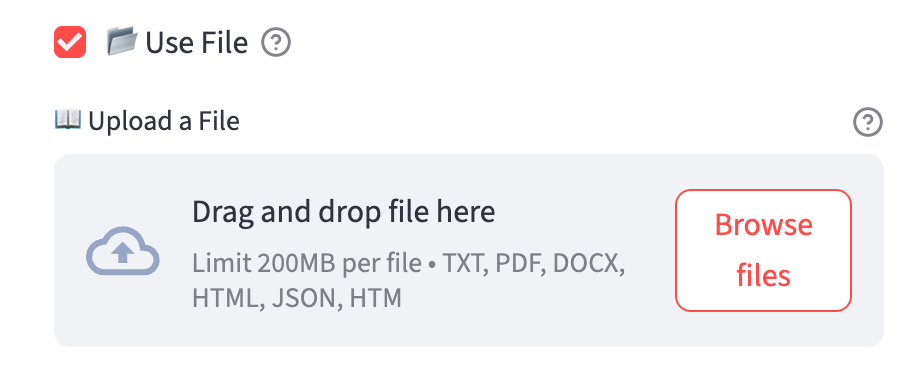 Use File
Upload a File
Drag and drop file here
Limit 200MB per file • TXT, PDF, DOCX,
HTML, JSON, HTM
Browse
files